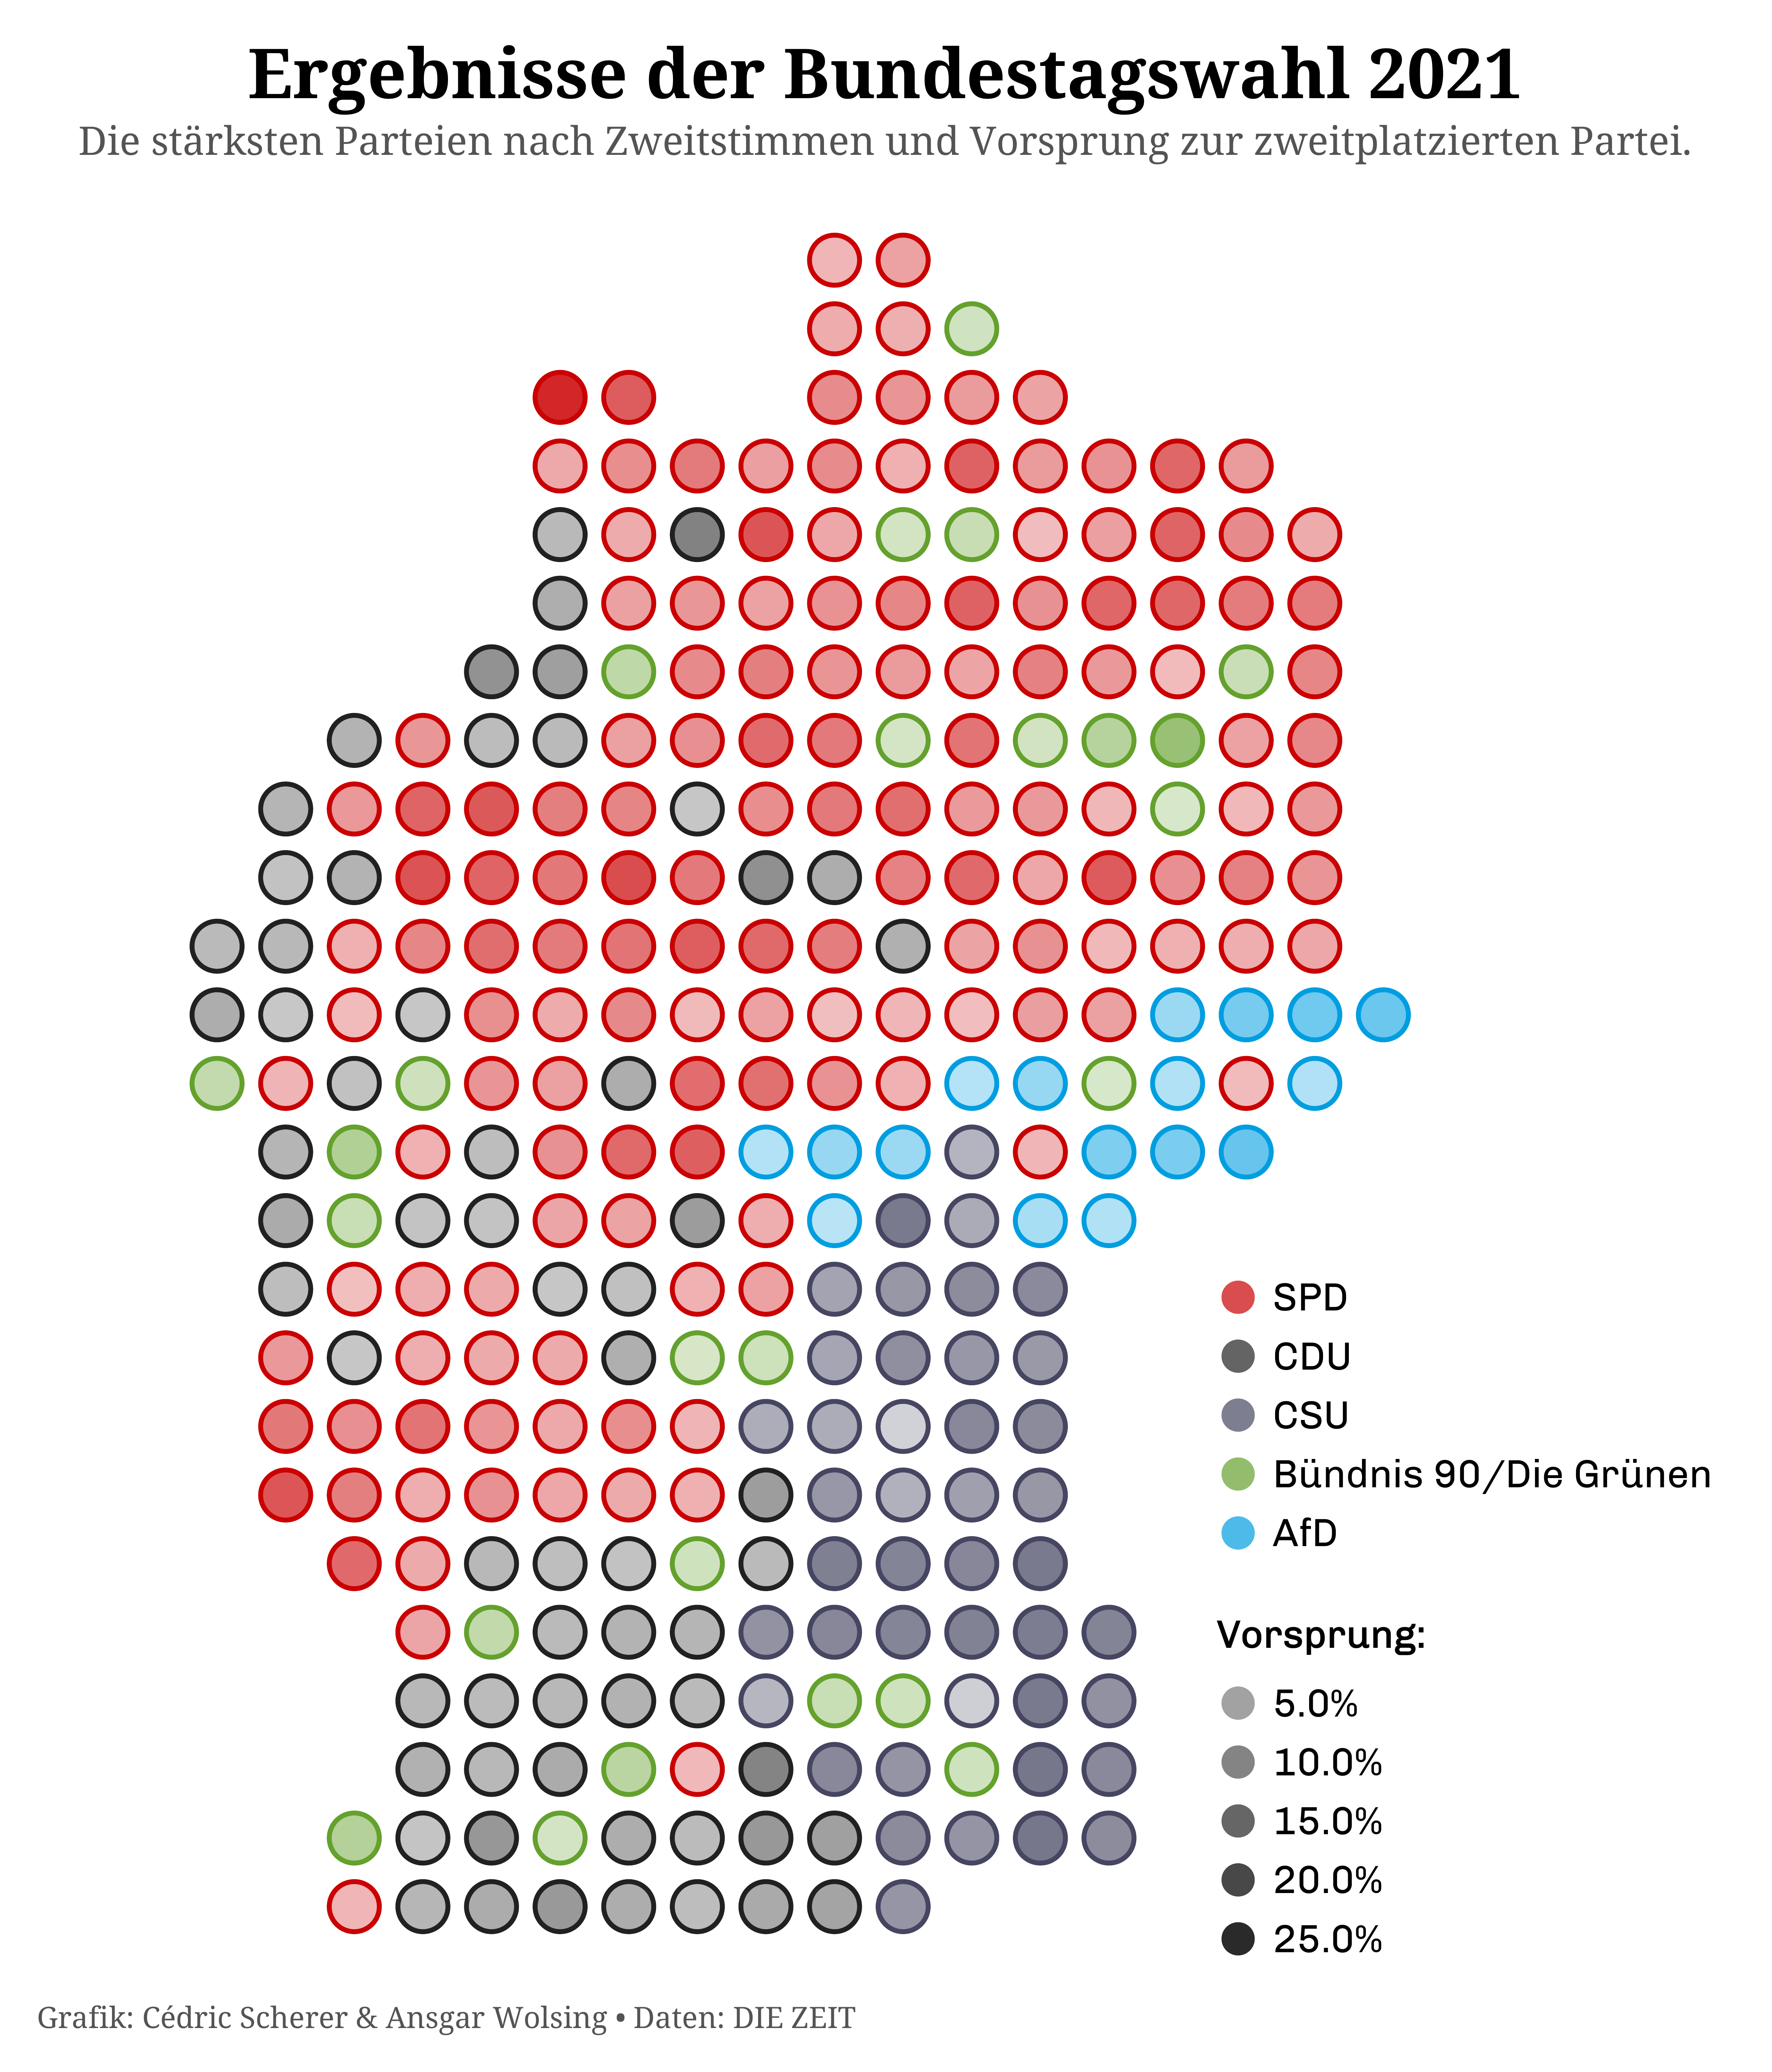 Ergebnisse der Bundestagswahl 2021
Die stärksten Parteien nach Zweitstimmen und Vorsprung zur zweitplatzierten Partei.
SPD
CDU
CSU
Bündnis 90/Die Grünen
AfD
Vorsprung:
5.0%
10.0%
15.0%
20.0%
25.0%
Grafik: Cédric Scherer & Ansgar Wolsing • Daten: DIE ZEIT